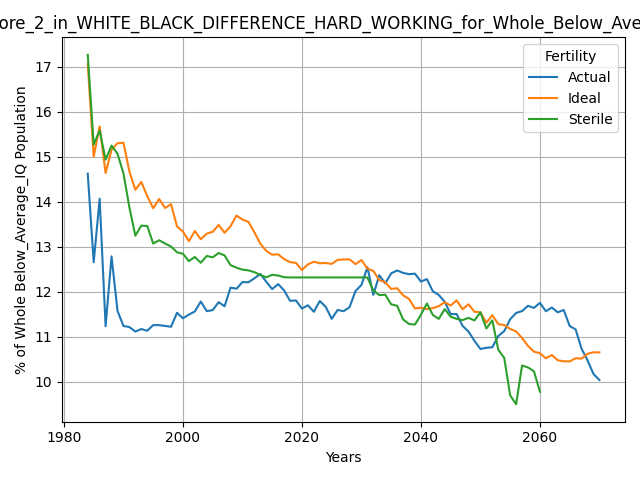 ore_2_in_WHITE_BLACK_DIFFERENCE_HARD_WORKING_for_Whole_Below_Ave
Fertility
Actual
Ideal
Sterile
% of Whole Below_Average_IQ Population
17
16
15
14
13
12
11
10
1980
2000
2020
2040
2060
Years